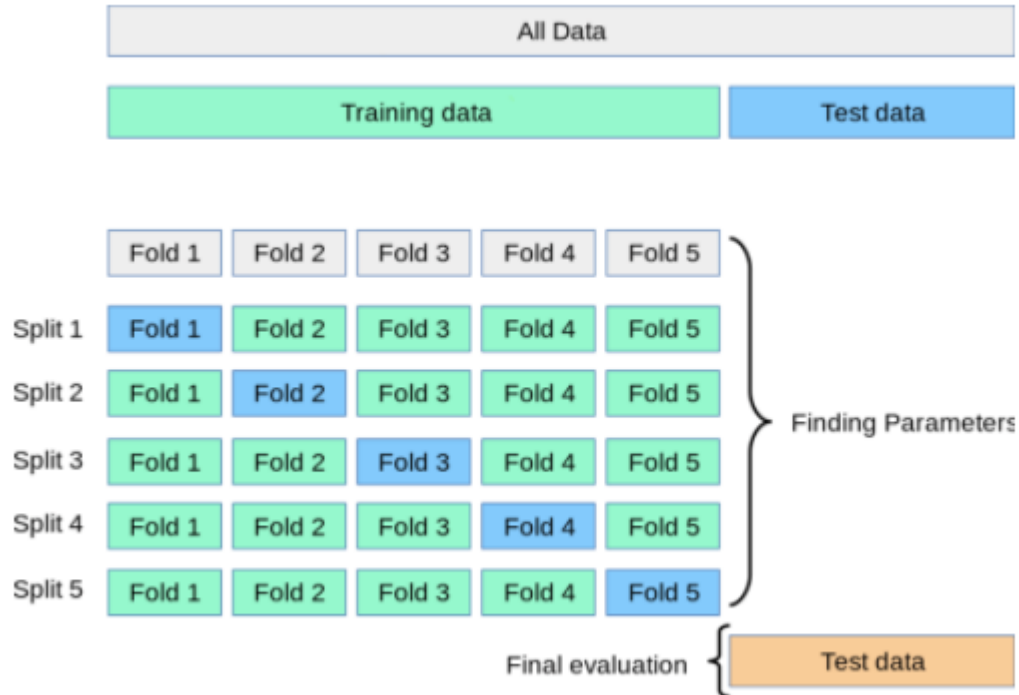 All Data
Training data Test data
Fold 1 Fold 2 Fold 3 Fold 4 Fold 5
Split 1 Fold 1 Fold 2 Fold 3 Fold 4 Fold 5
Split 2 Fold 1 Fold 2 Fold 3 Fold 4 Fold 5
Finding Parameters
Split 3 Fold 1 Fold 2 Fold 3 Fold 4 Fold 5
Split 4 Fold 1 Fold 2 Fold 3 Fold 4 Fold 5
Split 5 Fold 1 Fold 2 Fold 3 Fold 4 Fold 5
Final evaluation Test data